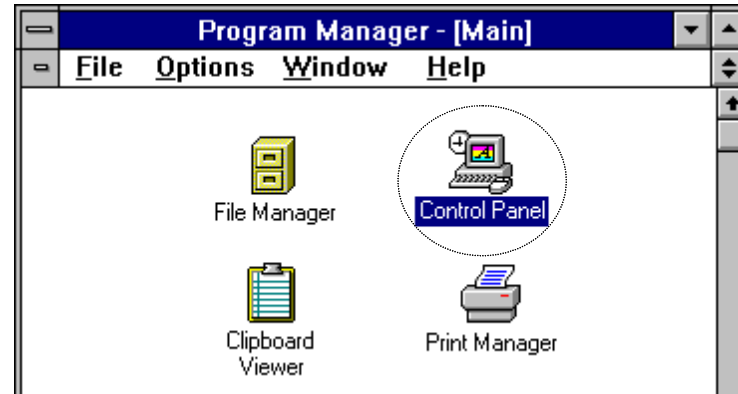 Program Manager - [Main]
File Options Window Help
File Manager
Control Panel
Clipboard
Viewer
Print Manager